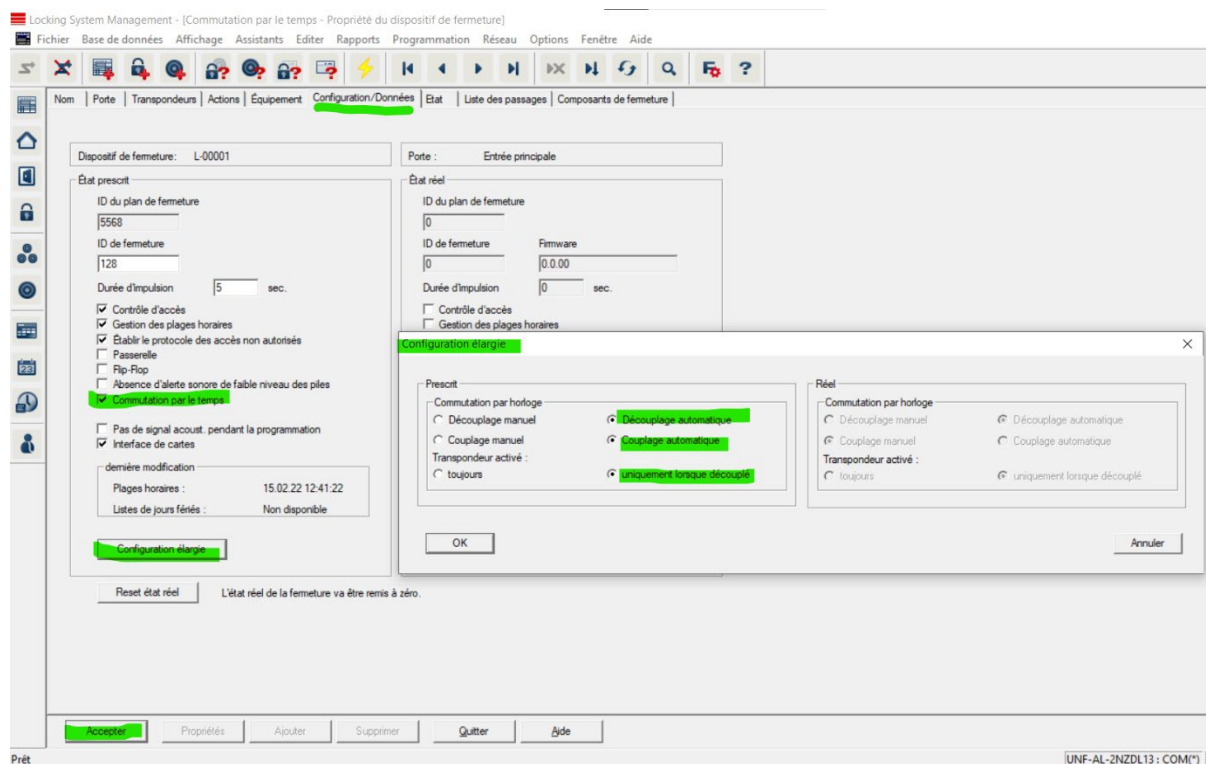 Locking System Management - [Commutation par le temps - Propriété du dispositif de fermeture]
Fichier Base de données Affichage Assistants Editer Rapports Programmation Réseau Options Fenêtre Aide
Nom Porte Transpondeurs Actions Équipement Configuration/Données Etat Liste des passages Composants de fermeture
Dispositif de fermeture: L-00001
Porte : Entrée principale
État prescrit
ID du plan de fermeture
5568
ID de fermeture
128
Durée d'impulsion 5 sec.
Contrôle d'accès
Gestion des plages horaires
Établir le protocole des accès non autorisés
Passerelle
Flip-Flop
Absence d'alerte sonore de faible niveau des piles
Commutation par le temps
Pas de signal acoust. pendant la programmation
Interface de cartes
dernière modification
Plages horaires : 15.02.22 12:41:22
Listes de jours fériés : Non disponible
Configuration élargie
État réel
ID du plan de fermeture
0
ID de fermeture Firmware
0 0.0.00
Durée d'impulsion 0 sec.
Contrôle d'accès
Gestion des plages horaires
Configuration élargie
Prescrit
Commutation par horloge
Découplage manuel Découplage automatique
Couplage manuel Couplage automatique
Transpondeur activé :
toujours uniquement lorsque découplé
Réel
Commutation par horloge
Découplage manuel Découplage automatique
Couplage manuel Couplage automatique
Transpondeur activé :
toujours uniquement lorsque découplé
OK Annuler
Reset état réel L'état réel de la fermeture va être remis à zéro.
Accepter Propriétés Ajouter Supprimer Quitter Aide
Prêt UNF-AL-2NZDL13 : COM(*)